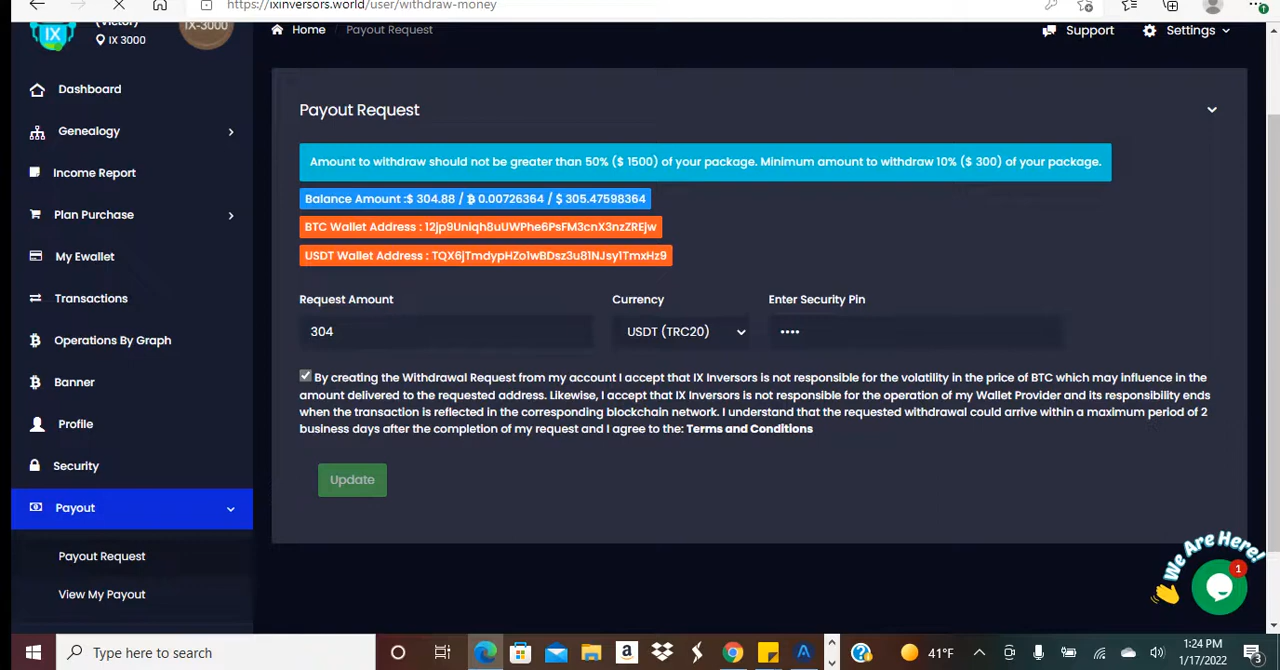 https://ixinversors.world/user/withdraw-money
(Victor)
IX 3000
IX
IX-3000
Home / Payout Request
Support
Settings
Dashboard
Genealogy
Income Report
Plan Purchase
My Ewallet
Transactions
Operations By Graph
Banner
Profile
Security
Payout
Payout Request
View My Payout
Payout Request
Amount to withdraw should not be greater than 50% ($ 1500) of your package. Minimum amount to withdraw 10% ($ 300) of your package.
Balance Amount :$ 304.88 / ₿ 0.00726364 / $ 305.47598364
BTC Wallet Address : 12jp9Uniqh8uUWPhe6PsFM3cnX3nzZREjw
USDT Wallet Address : TQX6jTmdypHZo1wBDsz3u81NJsy1TmxHz9
Request Amount
Currency
Enter Security Pin
304
USDT (TRC20)
••••
By creating the Withdrawal Request from my account I accept that IX Inversors is not responsible for the volatility in the price of BTC which may influence in the
amount delivered to the requested address. Likewise, I accept that IX Inversors is not responsible for the operation of my Wallet Provider and its responsibility ends
when the transaction is reflected in the corresponding blockchain network. I understand that the requested withdrawal could arrive within a maximum period of 2
business days after the completion of my request and I agree to the: Terms and Conditions
Update
We Are Here!
1
Type here to search
41°F
1:24 PM
1/17/2022
3